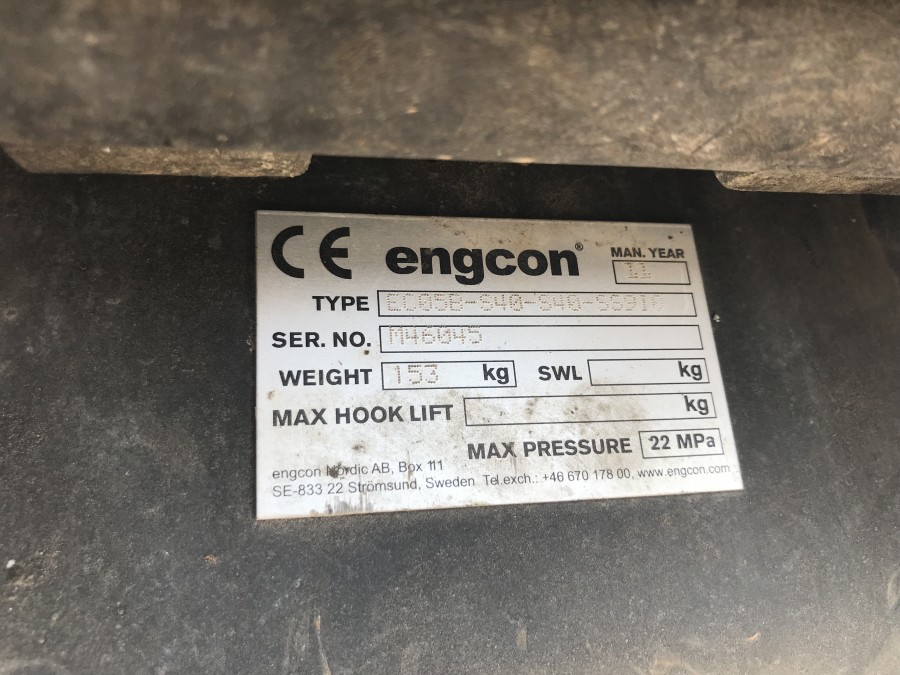 CE engcon® MAN. YEAR
11
TYPE EC05B-S40-S40-SS9I0
SER. NO. M46045
WEIGHT 153 kg SWL kg
MAX HOOK LIFT kg
MAX PRESSURE 22 MPa
engcon Nordic AB, Box 111
SE-833 22 Strömsund, Sweden Tel.exch.: +46 670 178 00, www.engcon.com